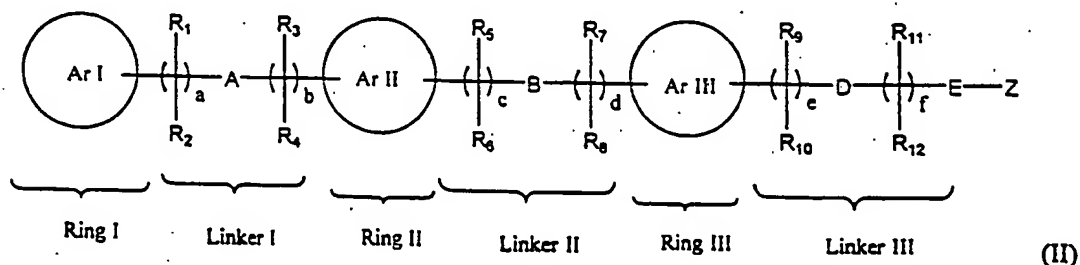 R₁ R₃ R₅ R₇ R₉ R₁₁
Ar I ( ) a A ( ) b Ar II ( ) c B ( ) d Ar III ( ) e D ( ) f E Z
R₂ R₄ R₆ R₈ R₁₀ R₁₂
Ring I Linker I Ring II Linker II Ring III Linker III
(II)